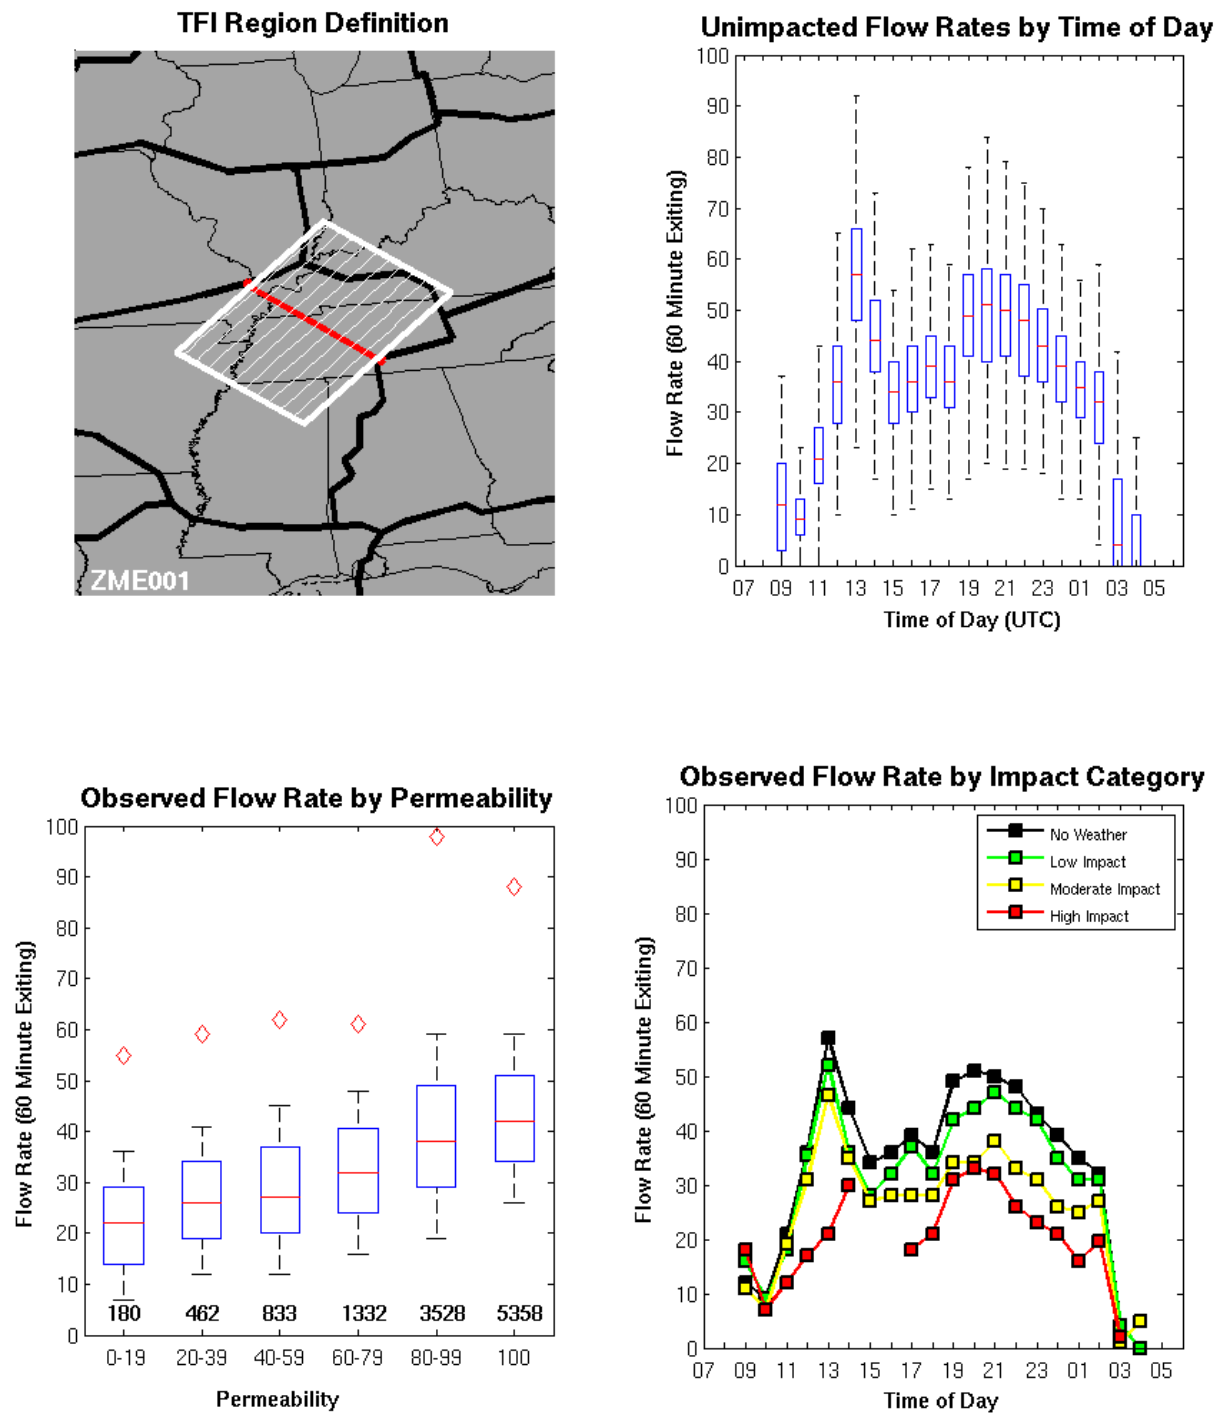 TFI Region Definition
ZME001
Unimpacted Flow Rates by Time of Day
Flow Rate (60 Minute Exiting)
100
90
80
70
60
50
40
30
20
10
0
07 09 11 13 15 17 19 21 23 01 03 05
Time of Day (UTC)
Observed Flow Rate by Permeability
Flow Rate (60 Minute Exiting)
100
90
80
70
60
50
40
30
20
10
0
180 462 833 1332 3528 5358
0-19 20-39 40-59 60-79 80-99 100
Permeability
Observed Flow Rate by Impact Category
Flow Rate (60 Minute Exiting)
100
90
80
70
60
50
40
30
20
10
0
No Weather
Low Impact
Moderate Impact
High Impact
07 09 11 13 15 17 19 21 23 01 03 05
Time of Day